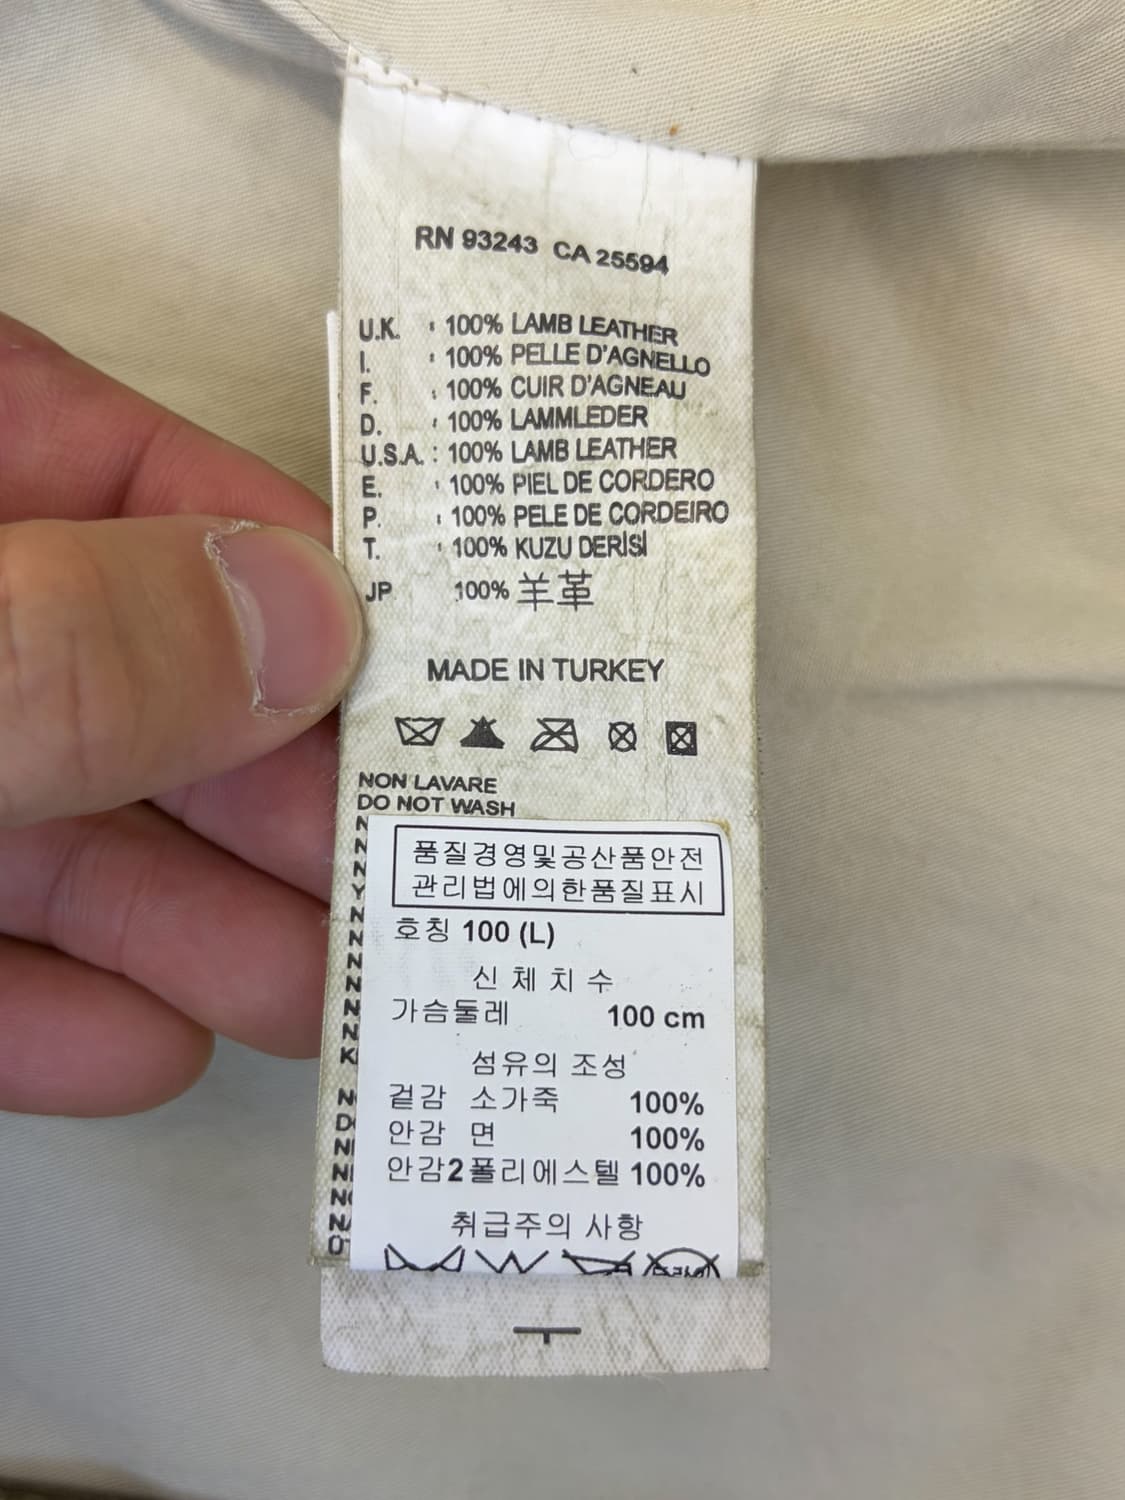 RN 93243 CA 25594
U.K. : 100% LAMB LEATHER
I. : 100% PELLE D'AGNELLO
F. : 100% CUIR D'AGNEAU
D. : 100% LAMMLEDER
U.S.A. : 100% LAMB LEATHER
E. : 100% PIEL DE CORDERO
P. : 100% PELE DE CORDEIRO
T. : 100% KUZU DERİSİ
JP 100% 羊革
MADE IN TURKEY
NON LAVARE
DO NOT WASH
품질경영및공산품안전
관리법에의한품질표시
호칭 100 (L)
신체치수
가슴둘레 100 cm
섬유의 조성
겉감 소가죽 100%
안감 면 100%
안감2 폴리에스텔 100%
취급주의 사항